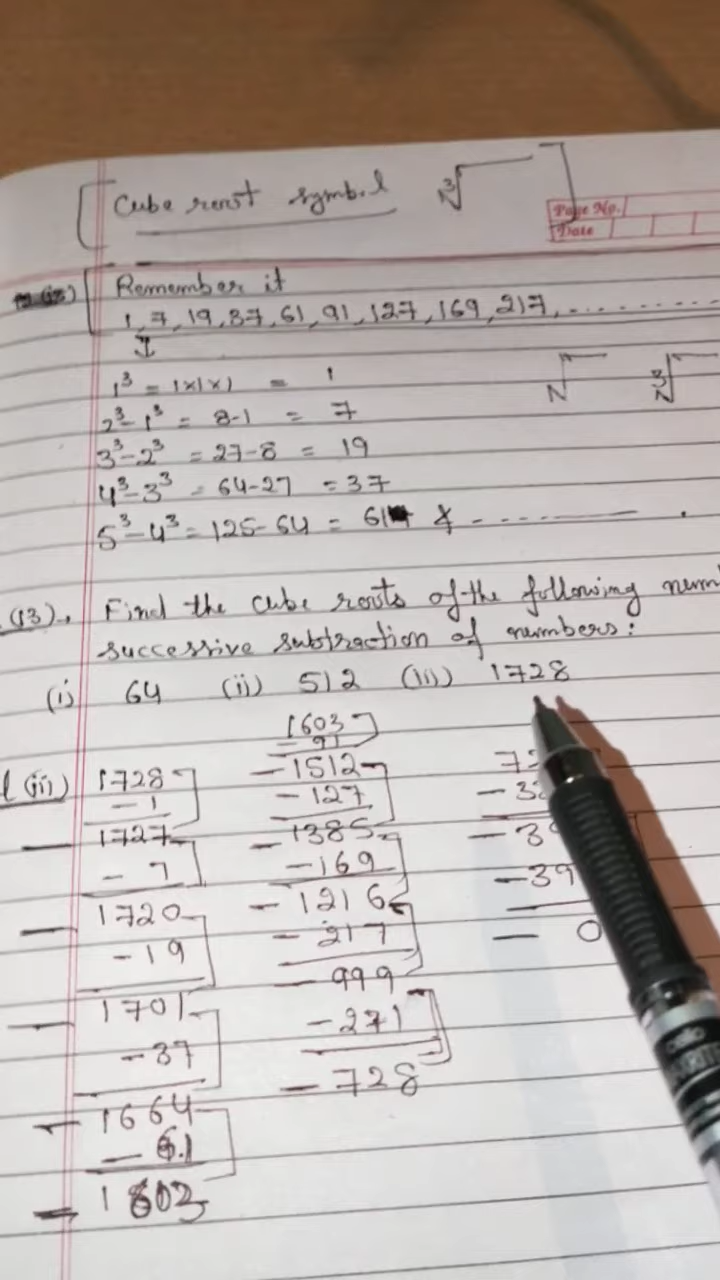 [Cube root symbol ∛N]
Page No.
Date
Remember it
1, 7, 19, 37, 61, 91, 127, 169, 217, ............
↓
1³ = 1×1×1 = 1
2³-1³ = 8-1 = 7
3³-2³ = 27-8 = 19
4³-3³ = 64-27 = 37
5³-4³ = 125-64 = 61
√N ∛N
(13). Find the cube roots of the following
successive subtraction of numbers:
(i) 64 (ii) 512 (iii) 1728
(iii) 1728
- 1
1727
- 7
1720
- 19
1701
- 37
1664
- 61
1603
1603
- 91
1512
- 127
1385
- 169
1216
- 217
999
- 271
728
- 39
0